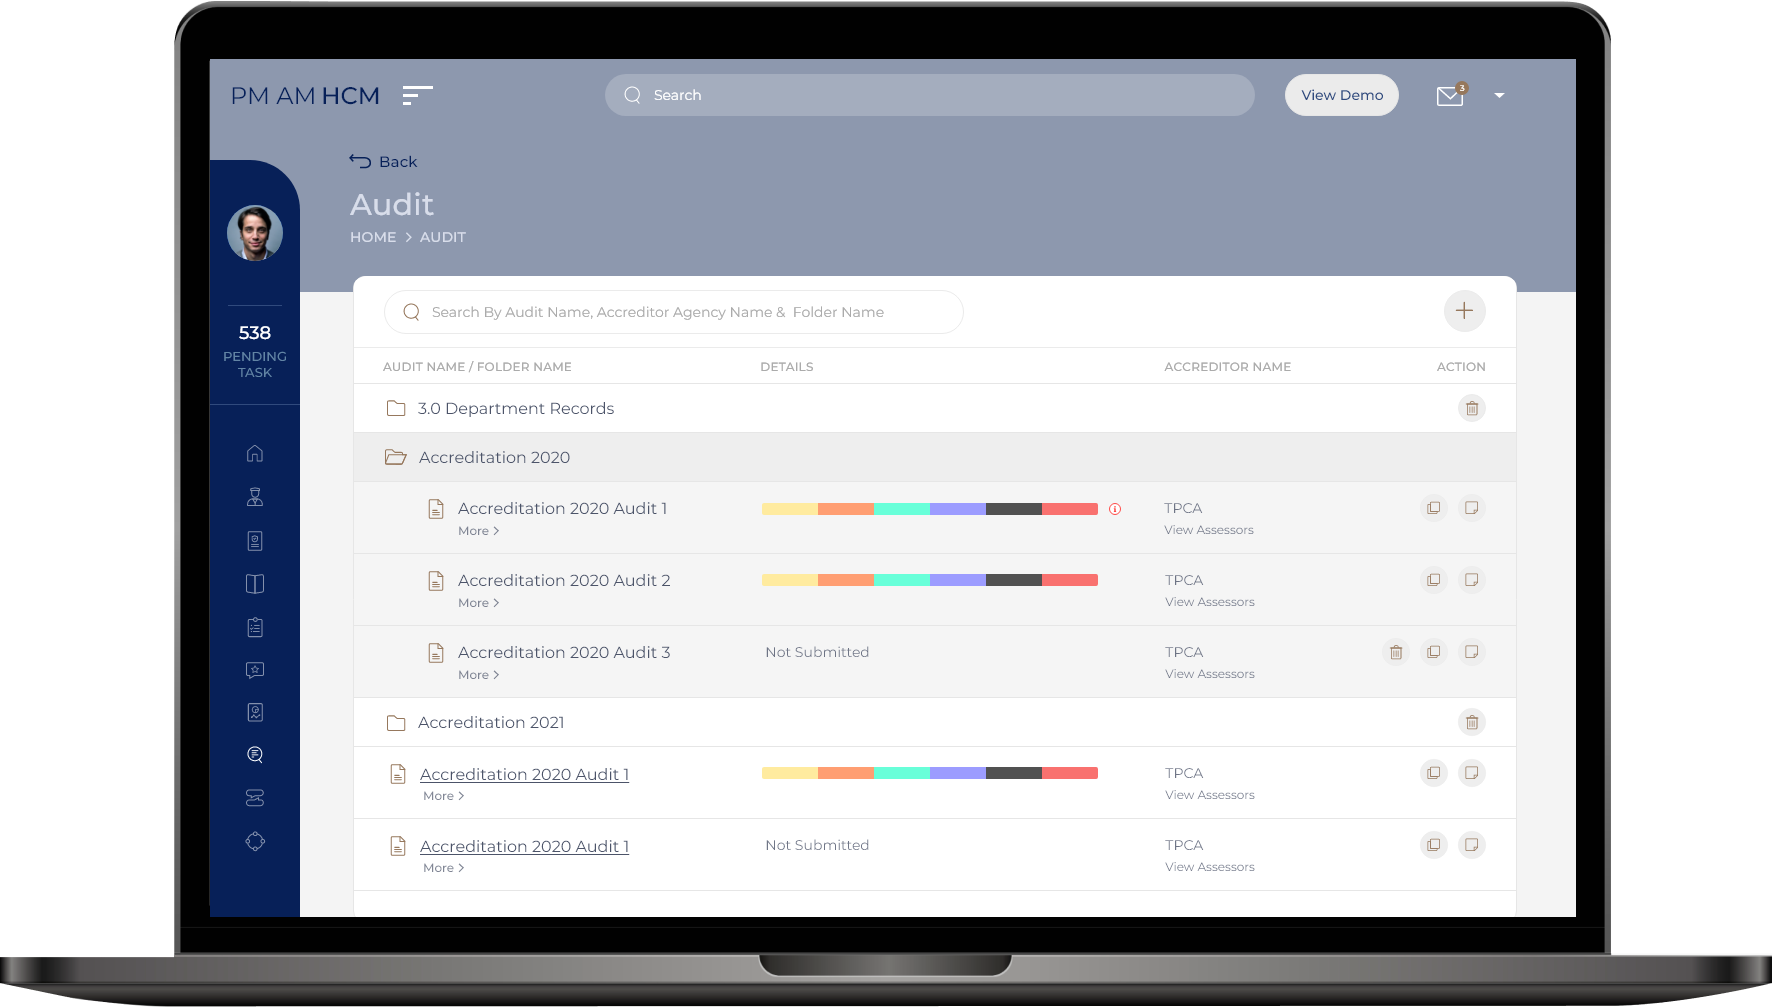 PM AM HCM
Search
View Demo
3
Back
Audit
HOME > AUDIT
538
PENDING
TASK
Search By Audit Name, Accreditor Agency Name & Folder Name
AUDIT NAME / FOLDER NAME DETAILS ACCREDITOR NAME ACTION
3.0 Department Records
Accreditation 2020
Accreditation 2020 Audit 1 TPCA
More > View Assessors
Accreditation 2020 Audit 2 TPCA
More > View Assessors
Accreditation 2020 Audit 3 Not Submitted TPCA
More > View Assessors
Accreditation 2021
Accreditation 2020 Audit 1 TPCA
More > View Assessors
Accreditation 2020 Audit 1 Not Submitted TPCA
More > View Assessors